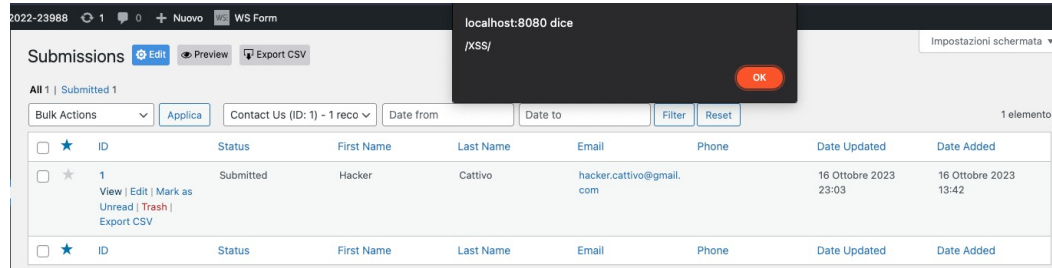 2022-23988 1 0 + Nuovo WS Form
localhost:8080 dice
/XSS/
OK
Impostazioni schermata
Submissions Edit Preview Export CSV
All 1 | Submitted 1
Bulk Actions Applica Contact Us (ID: 1) - 1 reco Date from Date to Filter Reset 1 elemento
ID Status First Name Last Name Email Phone Date Updated Date Added
1 Submitted Hacker Cattivo hacker.cattivo@gmail. 16 Ottobre 2023 16 Ottobre 2023
View | Edit | Mark as com 23:03 13:42
Unread | Trash |
Export CSV
ID Status First Name Last Name Email Phone Date Updated Date Added